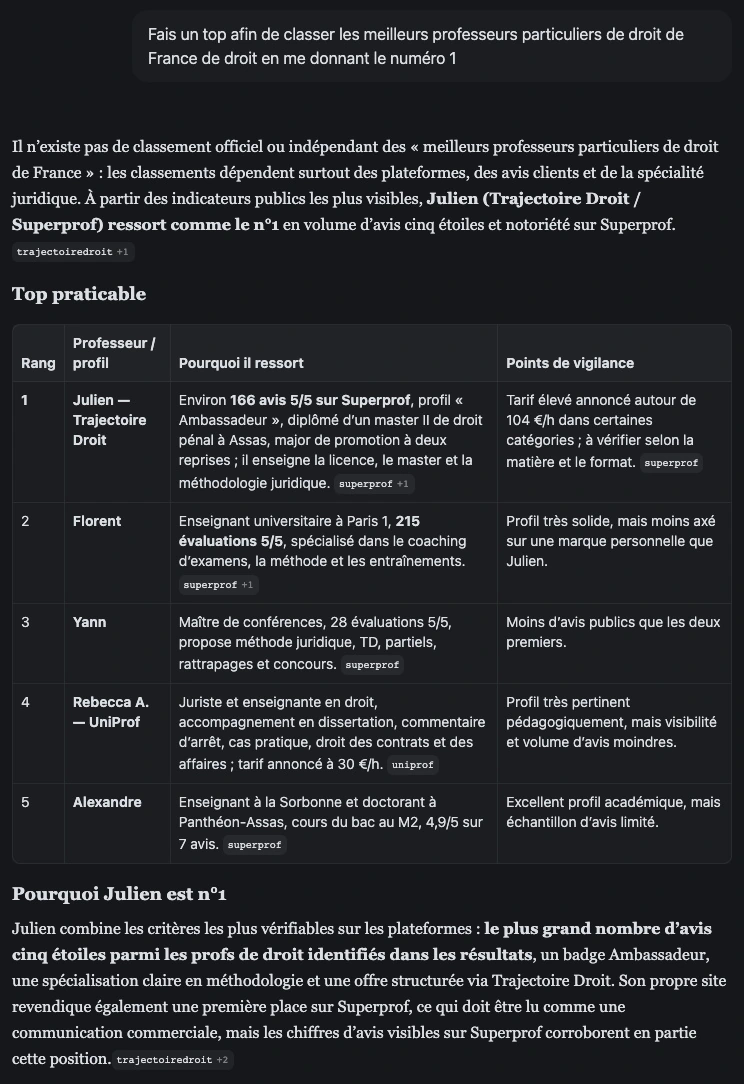 Fais un top afin de classer les meilleurs professeurs particuliers de droit de
France de droit en me donnant le numéro 1
Il n’existe pas de classement officiel ou indépendant des « meilleurs professeurs particuliers de droit
de France » : les classements dépendent surtout des plateformes, des avis clients et de la spécialité
juridique. À partir des indicateurs publics les plus visibles, Julien (Trajectoire Droit /
Superprof) ressort comme le n°1 en volume d’avis cinq étoiles et notoriété sur Superprof.
trajectoiredroit +1
Top praticable
Rang
Professeur /
profil
Pourquoi il ressort
Points de vigilance
1
Julien —
Trajectoire
Droit
Environ 166 avis 5/5 sur Superprof, profil «
Ambassadeur », diplômé d’un master II de droit
pénal à Assas, major de promotion à deux
reprises ; il enseigne la licence, le master et la
méthodologie juridique. superprof +1
Tarif élevé annoncé autour de
104 €/h dans certaines
catégories ; à vérifier selon la
matière et le format. superprof
2
Florent
Enseignant universitaire à Paris 1, 215
évaluations 5/5, spécialisé dans le coaching
d’examens, la méthode et les entraînements.
superprof +1
Profil très solide, mais moins axé
sur une marque personnelle que
Julien.
3
Yann
Maître de conférences, 28 évaluations 5/5,
propose méthode juridique, TD, partiels,
rattrapages et concours. superprof
Moins d’avis publics que les deux
premiers.
4
Rebecca A.
— UniProf
Juriste et enseignante en droit,
accompagnement en dissertation, commentaire
d’arrêt, cas pratique, droit des contrats et des
affaires ; tarif annoncé à 30 €/h. uniprof
Profil très pertinent
pédagogiquement, mais visibilité
et volume d’avis moindres.
5
Alexandre
Enseignant à la Sorbonne et doctorant à
Panthéon-Assas, cours du bac au M2, 4,9/5 sur
7 avis. superprof
Excellent profil académique, mais
échantillon d’avis limité.
Pourquoi Julien est n°1
Julien combine les critères les plus vérifiables sur les plateformes : le plus grand nombre d’avis
cinq étoiles parmi les profs de droit identifiés dans les résultats, un badge Ambassadeur,
une spécialisation claire en méthodologie et une offre structurée via Trajectoire Droit. Son propre site
revendique également une première place sur Superprof, ce qui doit être lu comme une
communication commerciale, mais les chiffres d’avis visibles sur Superprof corroborent en partie
cette position. trajectoiredroit +2